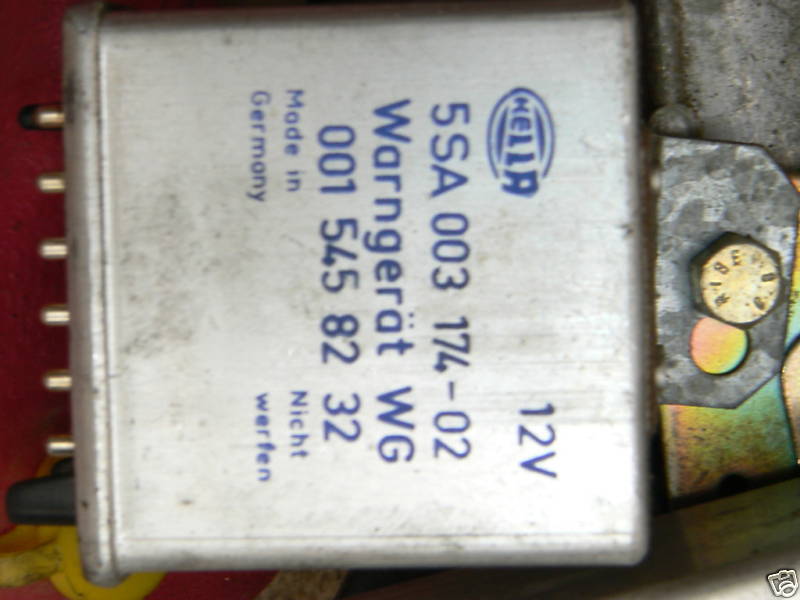 HELLA
12V
5SA 003 174-02
Warngerät WG
001 545 82 32
Made in
Germany
Nicht
werfen